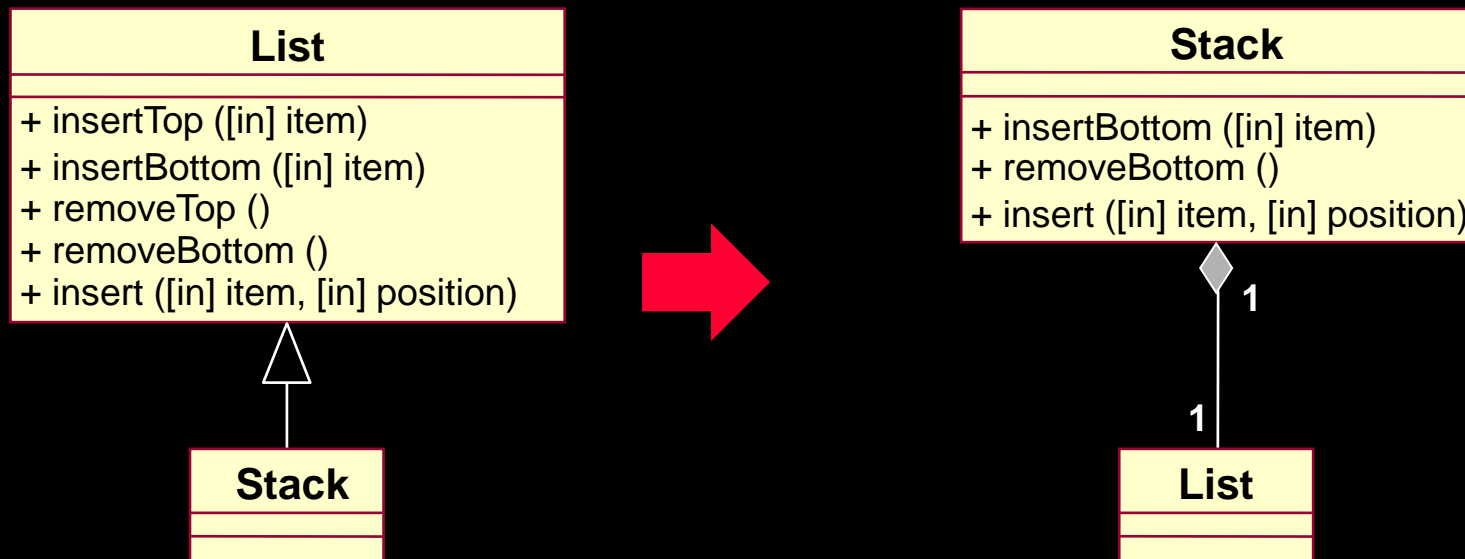 List
+ insertTop ([in] item)
+ insertBottom ([in] item)
+ removeTop ()
+ removeBottom ()
+ insert ([in] item, [in] position)
Stack
Stack
+ insertBottom ([in] item)
+ removeBottom ()
+ insert ([in] item, [in] position)
1
1
List